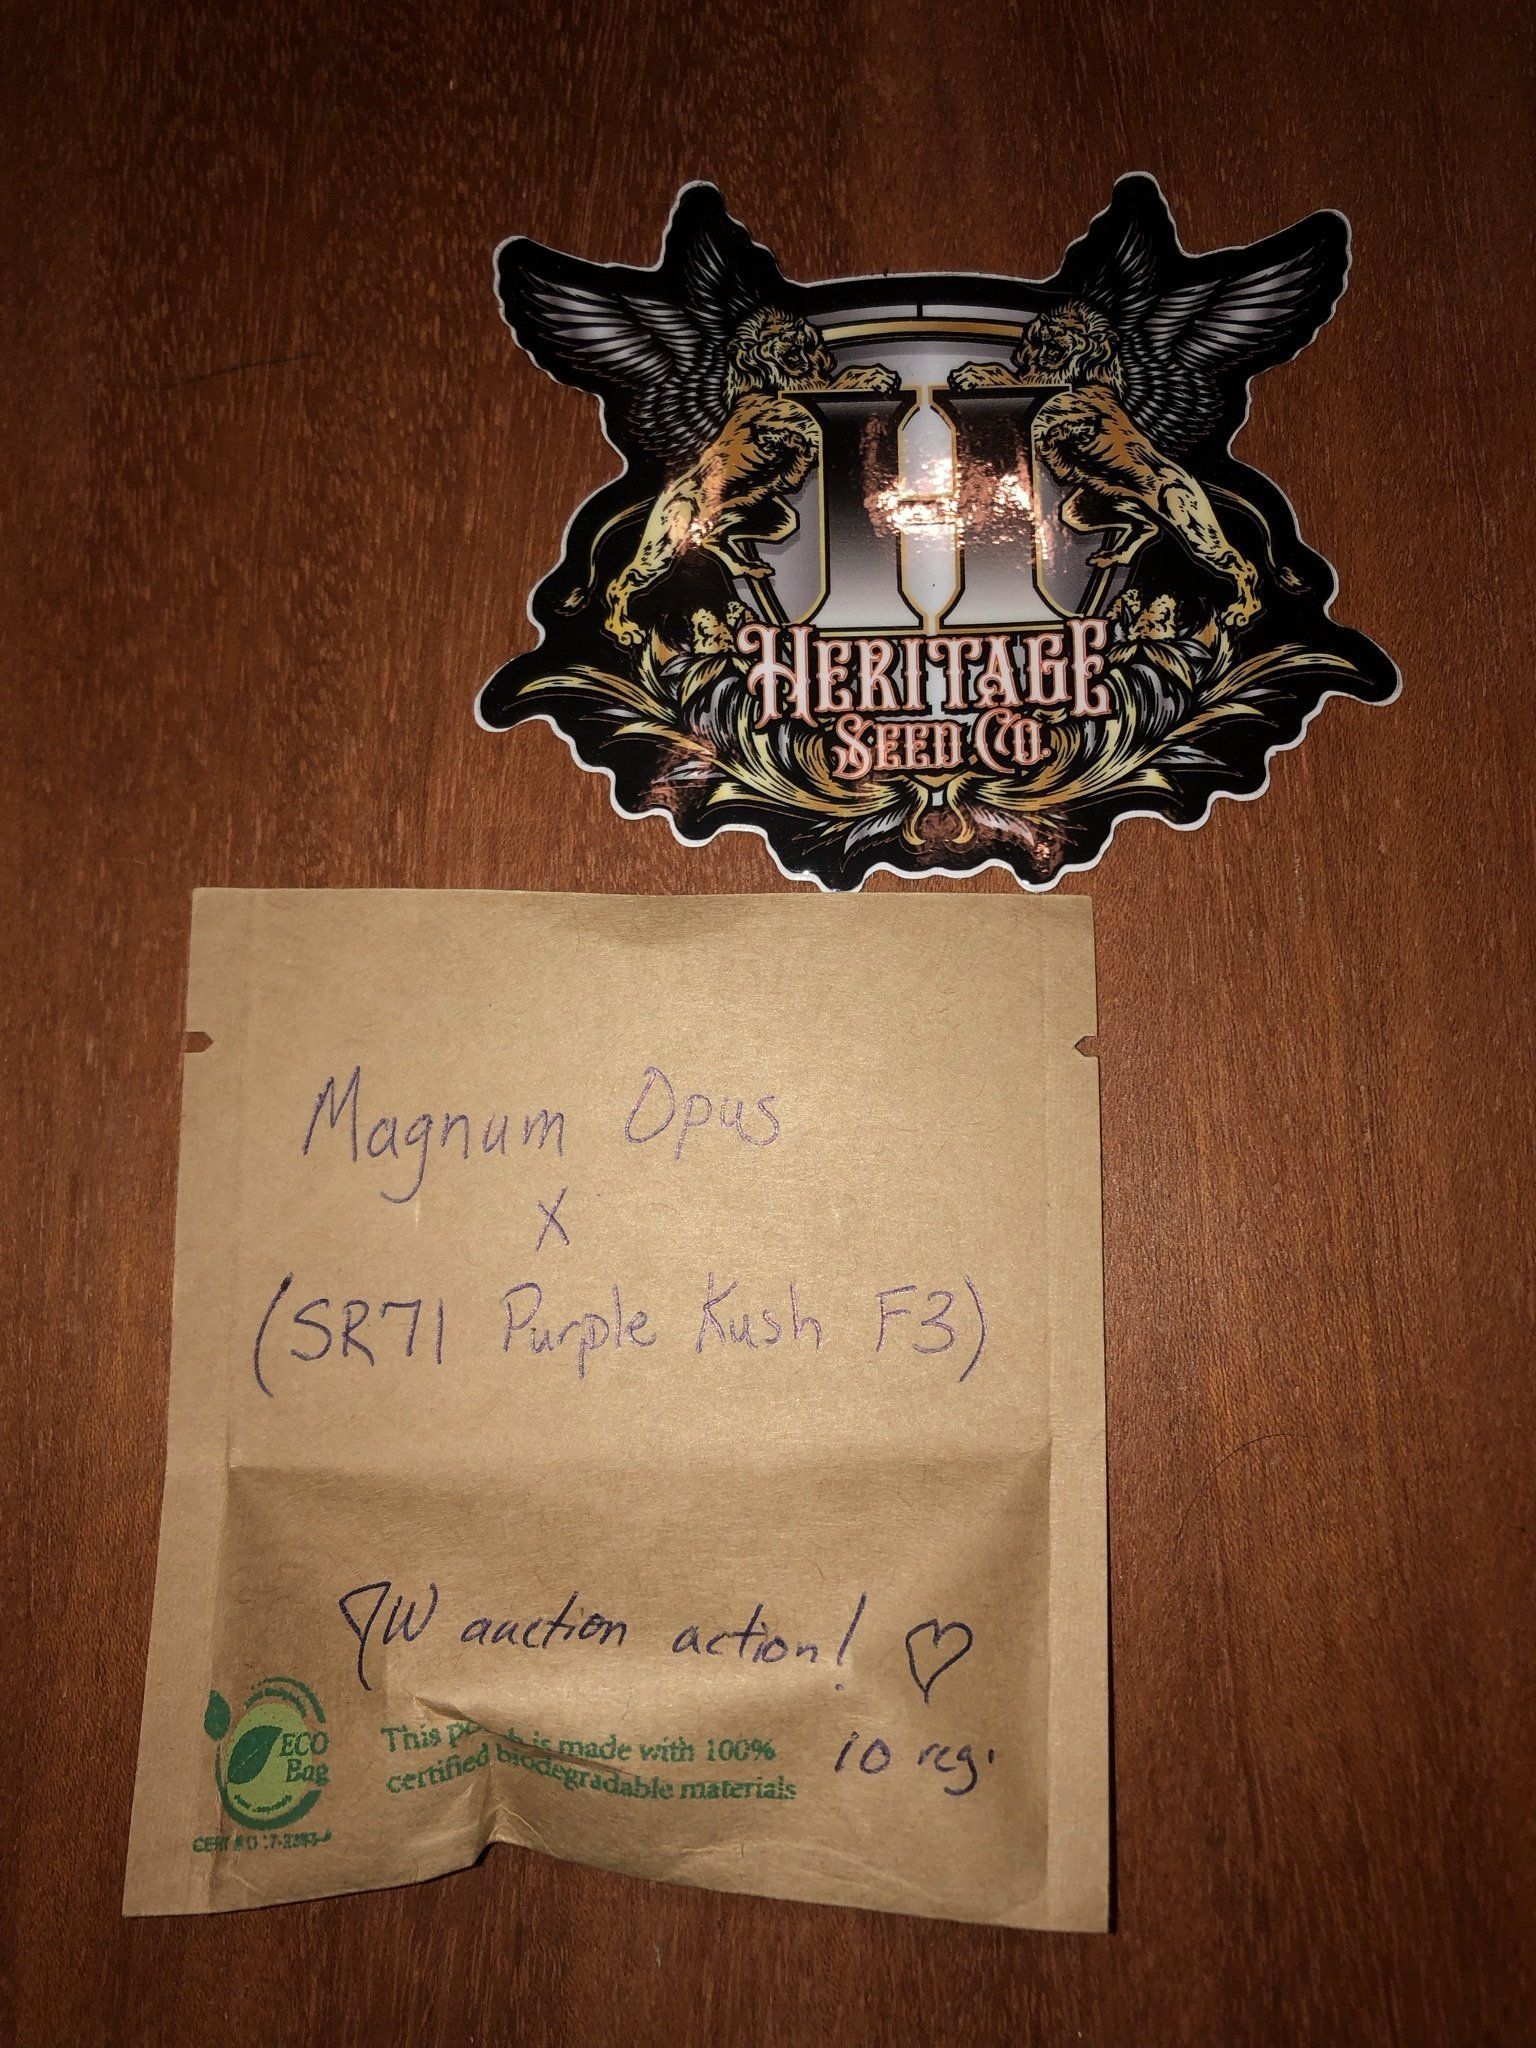 H
HERITAGE
SEED CO.
Magnum Opus
X
(SR71 Purple Kush F3)
JW auction action! ♡
10 reg.
ECO
Bag
This pouch is made with 100%
certified biodegradable materials